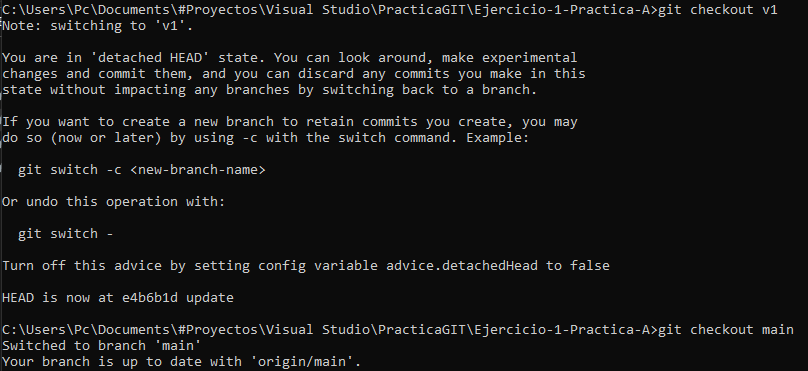 C:\Users\Pc\Documents\#Proyectos\Visual Studio\PracticaGIT\Ejercicio-1-Practica-A>git checkout v1
Note: switching to 'v1'.
You are in 'detached HEAD' state. You can look around, make experimental
changes and commit them, and you can discard any commits you make in this
state without impacting any branches by switching back to a branch.
If you want to create a new branch to retain commits you create, you may
do so (now or later) by using -c with the switch command. Example:
git switch -c <new-branch-name>
Or undo this operation with:
git switch -
Turn off this advice by setting config variable advice.detachedHead to false
HEAD is now at e4b6b1d update
C:\Users\Pc\Documents\#Proyectos\Visual Studio\PracticaGIT\Ejercicio-1-Practica-A>git checkout main
Switched to branch 'main'
Your branch is up to date with 'origin/main'.